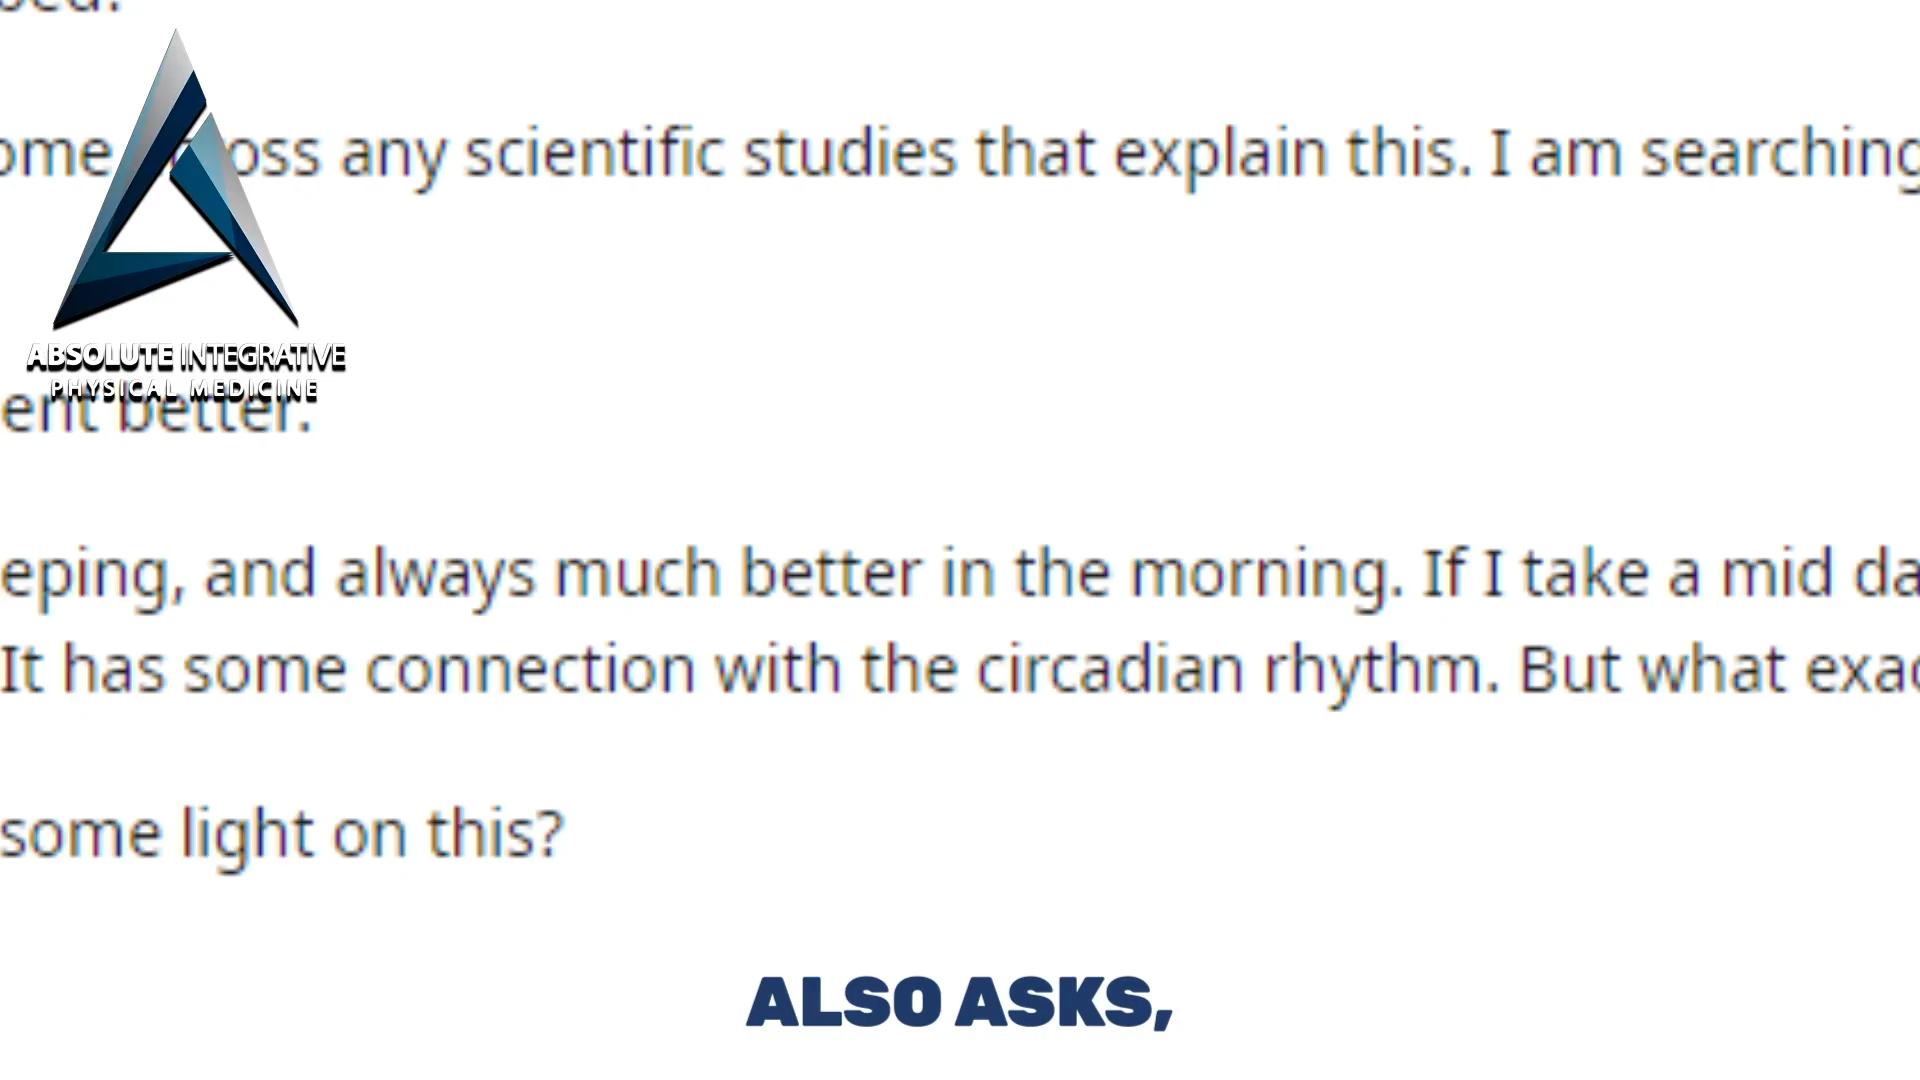 ome oss any scientific studies that explain this. I am searching
ABSOLUTE INTEGRATIVE
PHYSICAL MEDICINE
ent better.
eping, and always much better in the morning. If I take a mid da
It has some connection with the circadian rhythm. But what exac
some light on this?
ALSO ASKS,